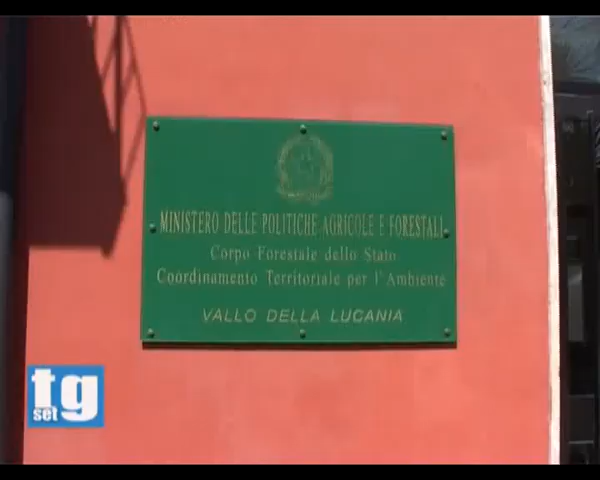 MINISTERO DELLE POLITICHE AGRICOLE E FORESTALI
Corpo Forestale dello Stato
Coordinamento Territoriale per l'Ambiente
VALLO DELLA LUCANIA
tg
set